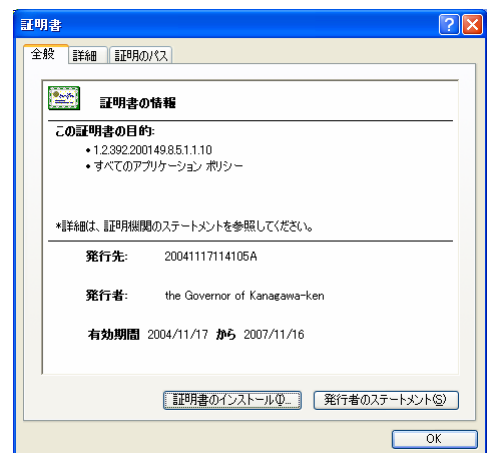 証明書
全般 詳細 証明のパス
証明書の情報
この証明書の目的:
•1.2.392.200149.8.5.1.1.10
•すべてのアプリケーション ポリシー
*詳細は、証明機関のステートメントを参照してください。
発行先: 20041117114105A
発行者: the Governor of Kanagawa-ken
有効期間 2004/11/17 から 2007/11/16
証明書のインストール(I)... 発行者のステートメント(S)
OK